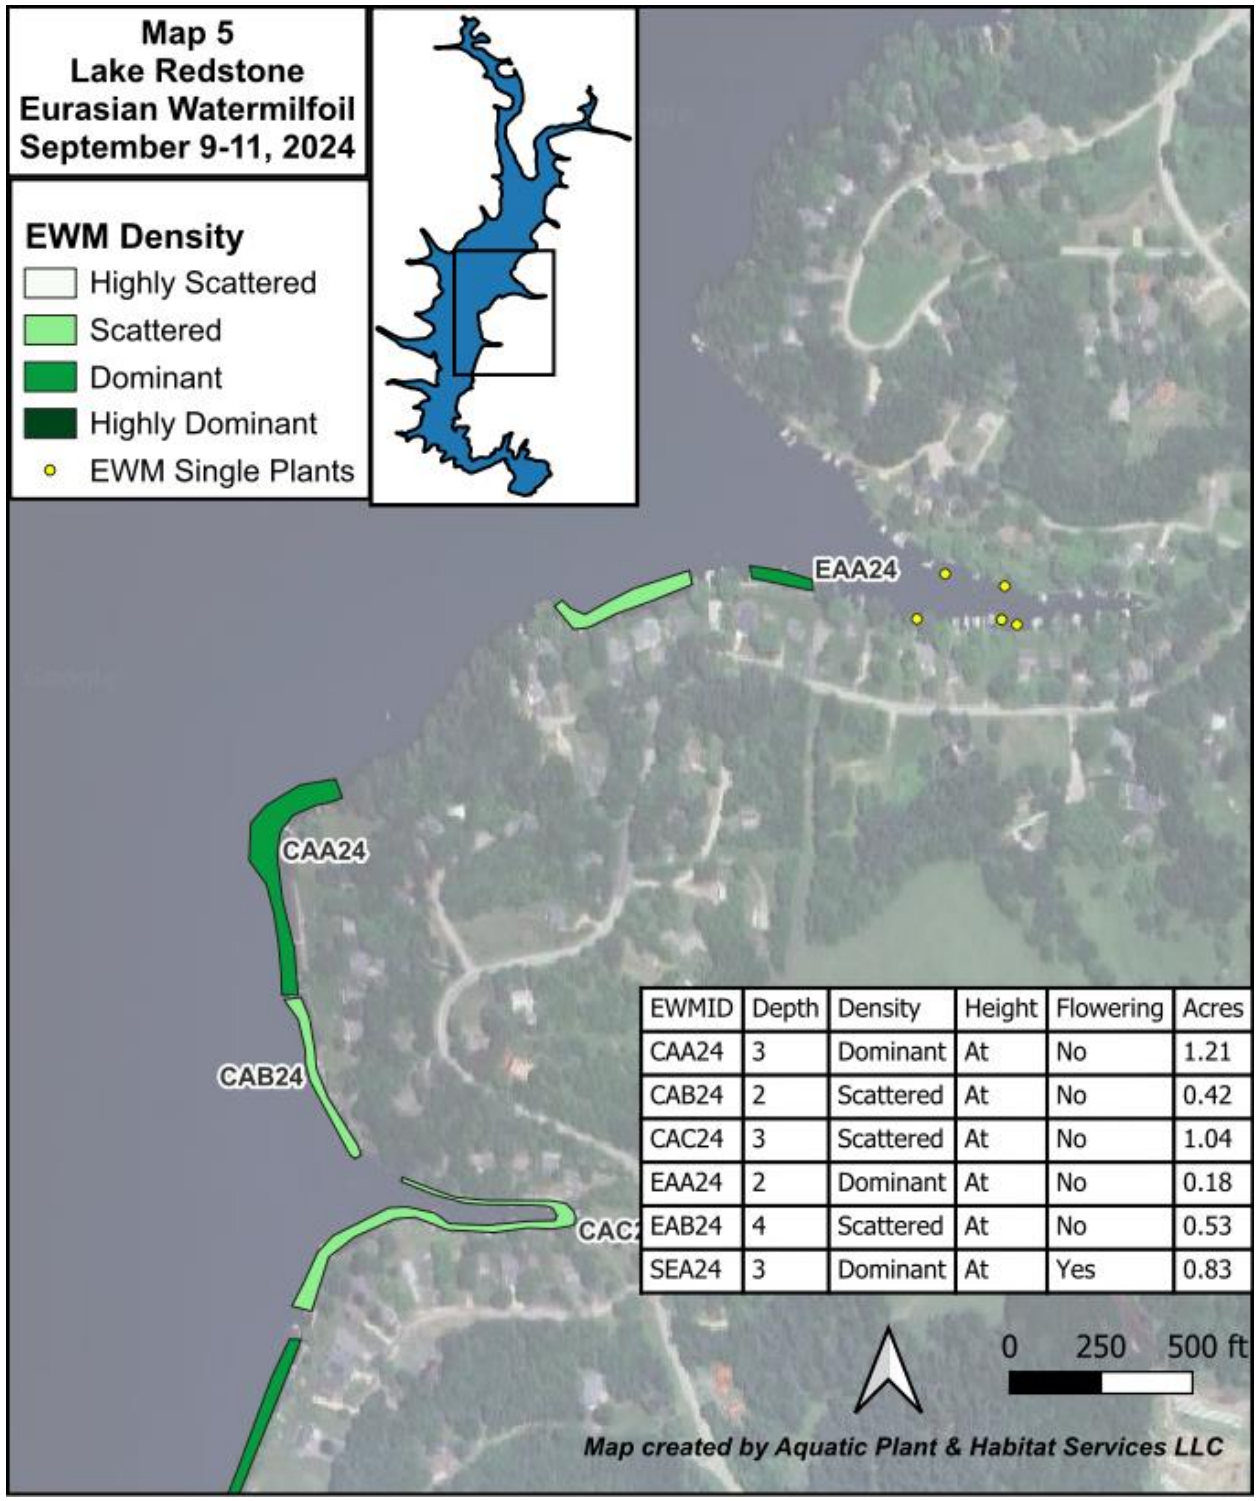 Map 5
Lake Redstone
Eurasian Watermilfoil
September 9-11, 2024
EWM Density
Highly Scattered
Scattered
Dominant
Highly Dominant
EWM Single Plants
EAA24
CAA24
CAB24
CAC2
EWMID Depth Density Height Flowering Acres
CAA24 3 Dominant At No 1.21
CAB24 2 Scattered At No 0.42
CAC24 3 Scattered At No 1.04
EAA24 2 Dominant At No 0.18
EAB24 4 Scattered At No 0.53
SEA24 3 Dominant At Yes 0.83
0 250 500 ft
Map created by Aquatic Plant & Habitat Services LLC